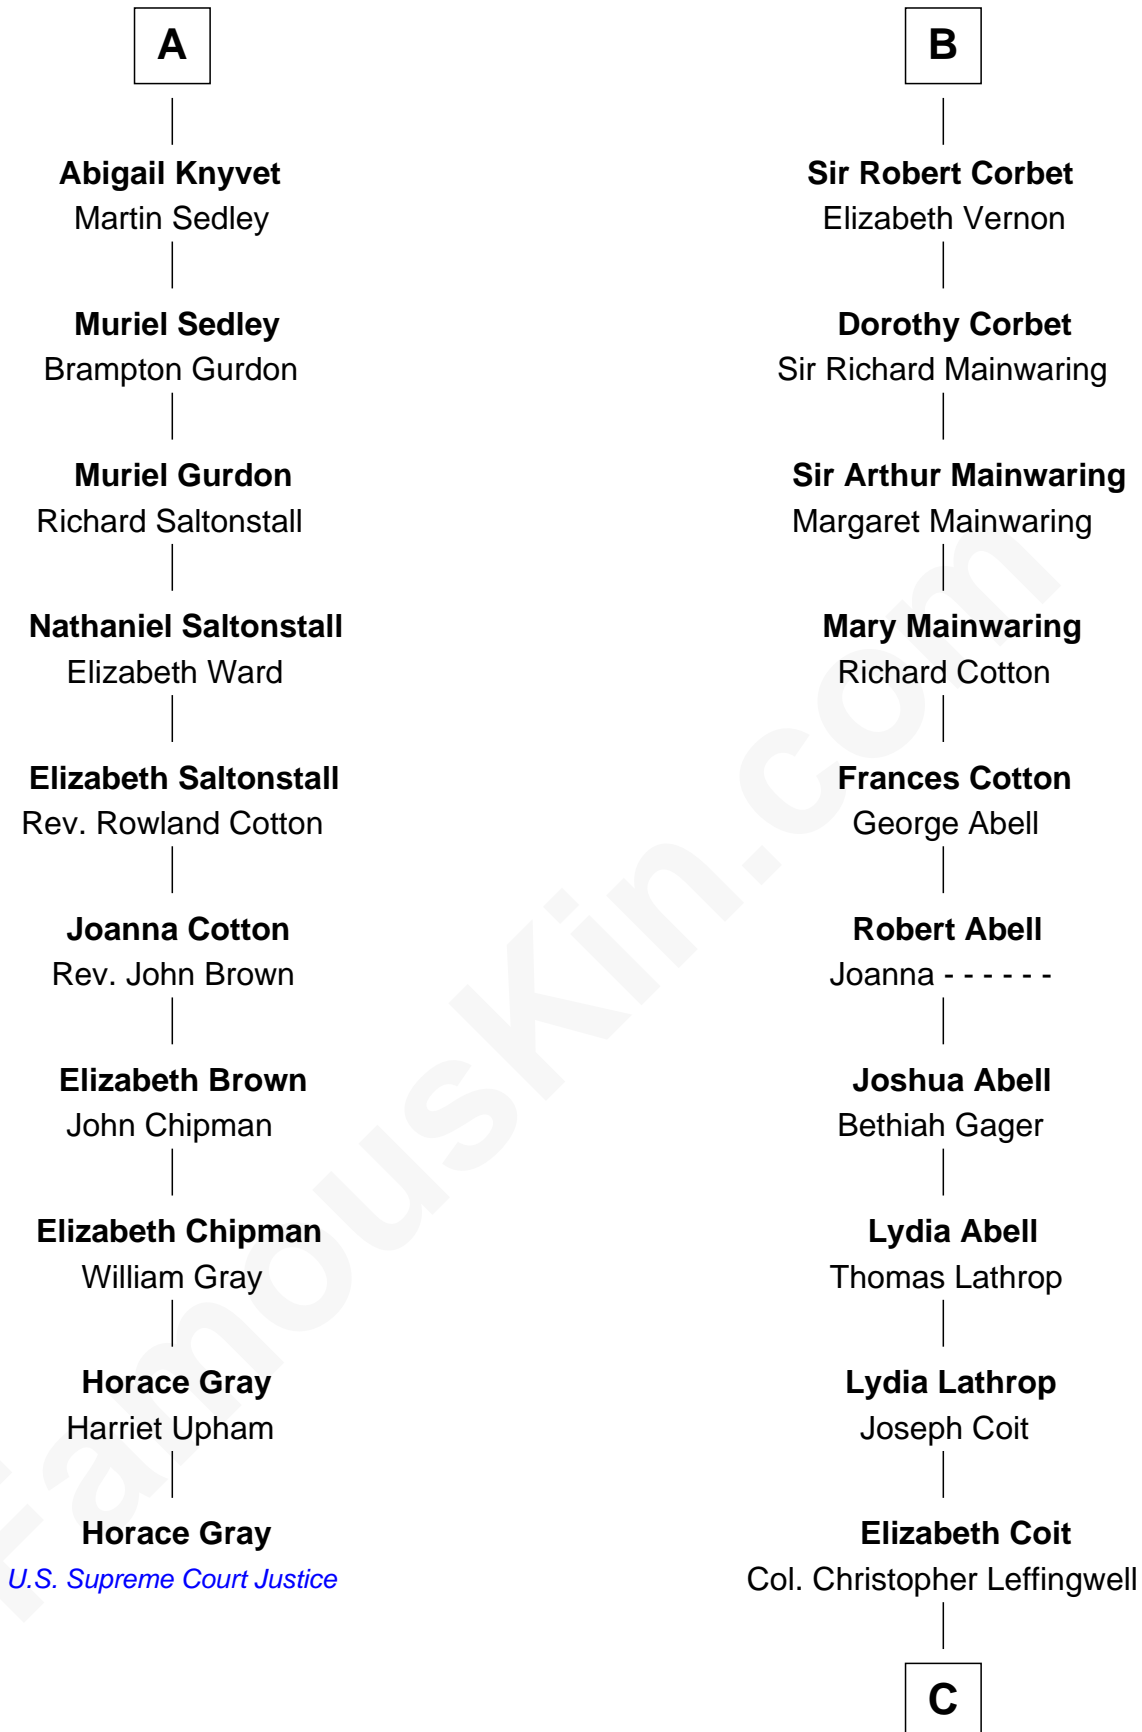 A
Abigail Knyvet
Martin Sedley
Muriel Sedley
Brampton Gurdon
Muriel Gurdon
Richard Saltonstall
Nathaniel Saltonstall
Elizabeth Ward
Elizabeth Saltonstall
Rev. Rowland Cotton
Joanna Cotton
Rev. John Brown
Elizabeth Brown
John Chipman
Elizabeth Chipman
William Gray
Horace Gray
Harriet Upham
Horace Gray
U.S. Supreme Court Justice
B
Sir Robert Corbet
Elizabeth Vernon
Dorothy Corbet
Sir Richard Mainwaring
Sir Arthur Mainwaring
Margaret Mainwaring
Mary Mainwaring
Richard Cotton
Frances Cotton
George Abell
Robert Abell
Joanna - - - - - -
Joshua Abell
Bethiah Gager
Lydia Abell
Thomas Lathrop
Lydia Lathrop
Joseph Coit
Elizabeth Coit
Col. Christopher Leffingwell
C
FamousKin.com